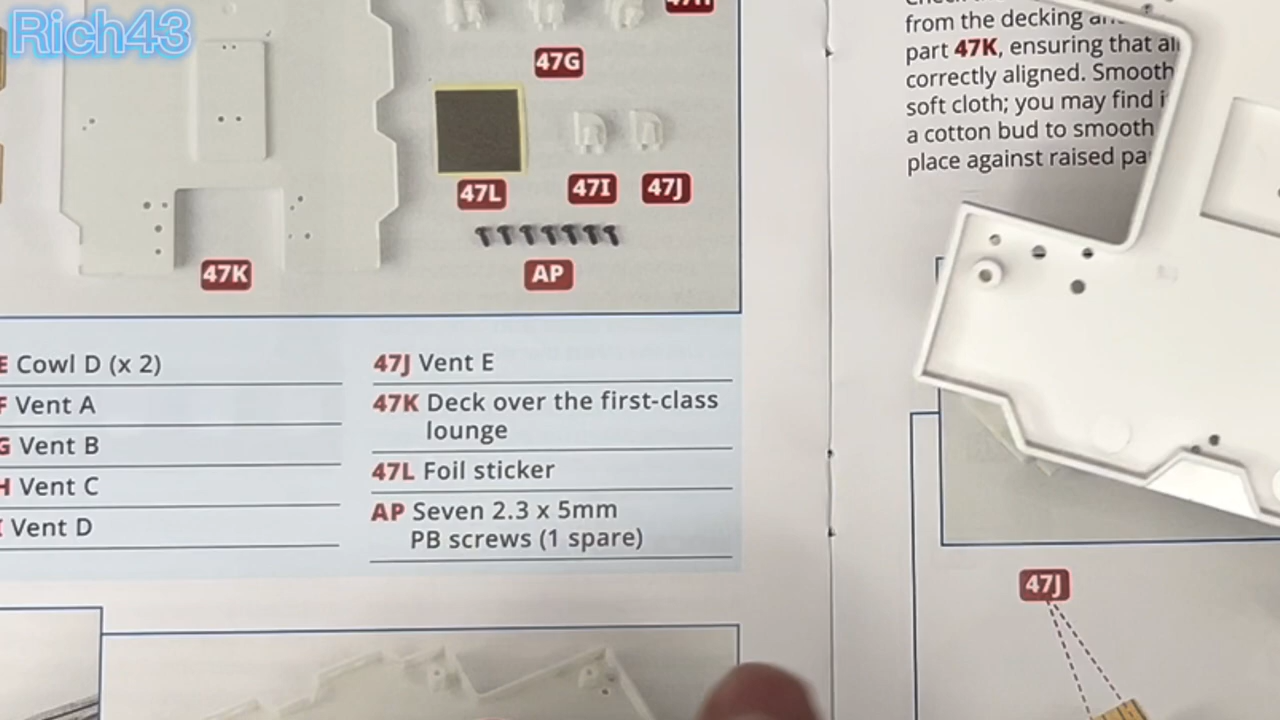 Rich43
47H
47G
47L
47I
47J
47K
AP
E Cowl D (x 2)
F Vent A
G Vent B
H Vent C
I Vent D
47J Vent E
47K Deck over the first-class
lounge
47L Foil sticker
AP Seven 2.3 x 5mm
PB screws (1 spare)
from the decking
part 47K, ensuring that all
correctly aligned. Smooth
soft cloth; you may find
a cotton bud to smooth
place against raised
47J